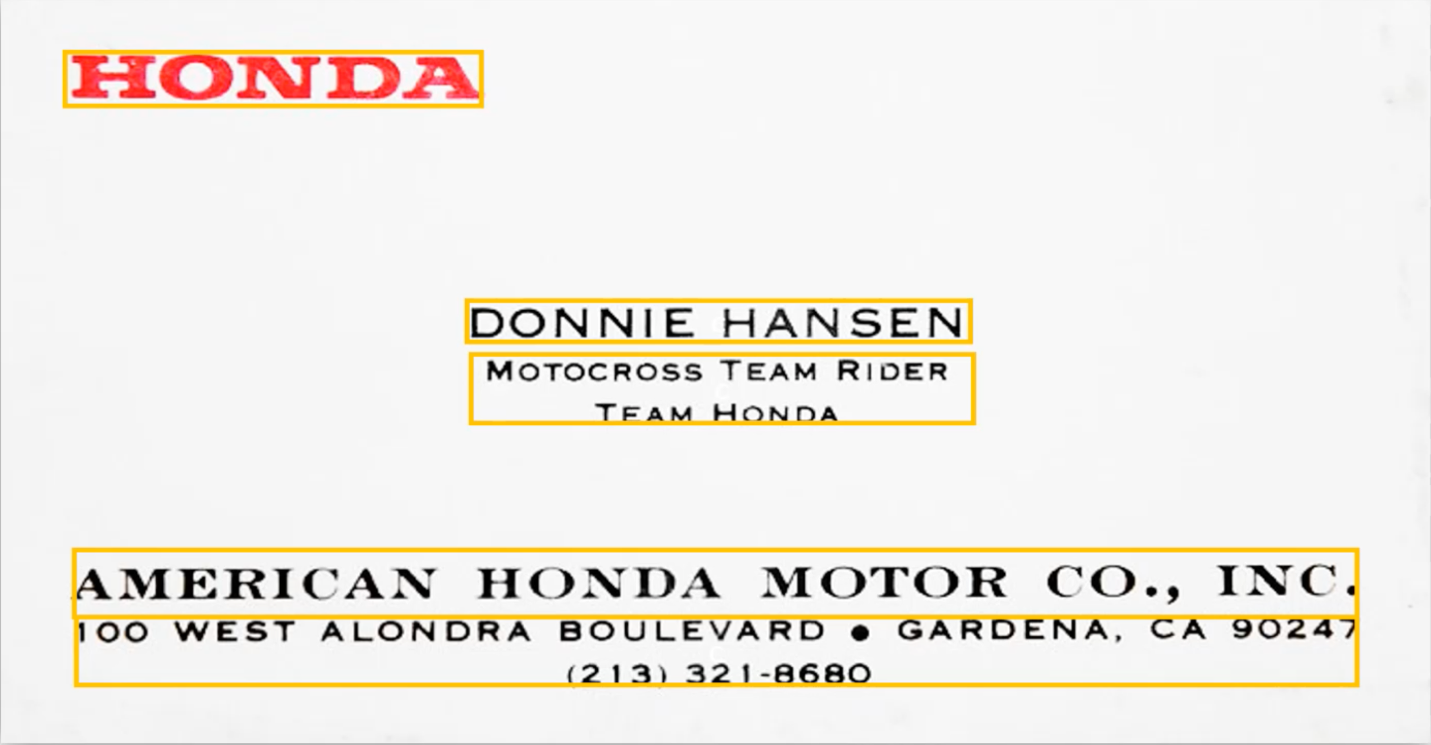 HONDA
DONNIE HANSEN
MOTOCROSS TEAM RIDER
TEAM HONDA
AMERICAN HONDA MOTOR CO., INC.
100 WEST ALONDRA BOULEVARD ● GARDENA, CA 90247
(213) 321-8680